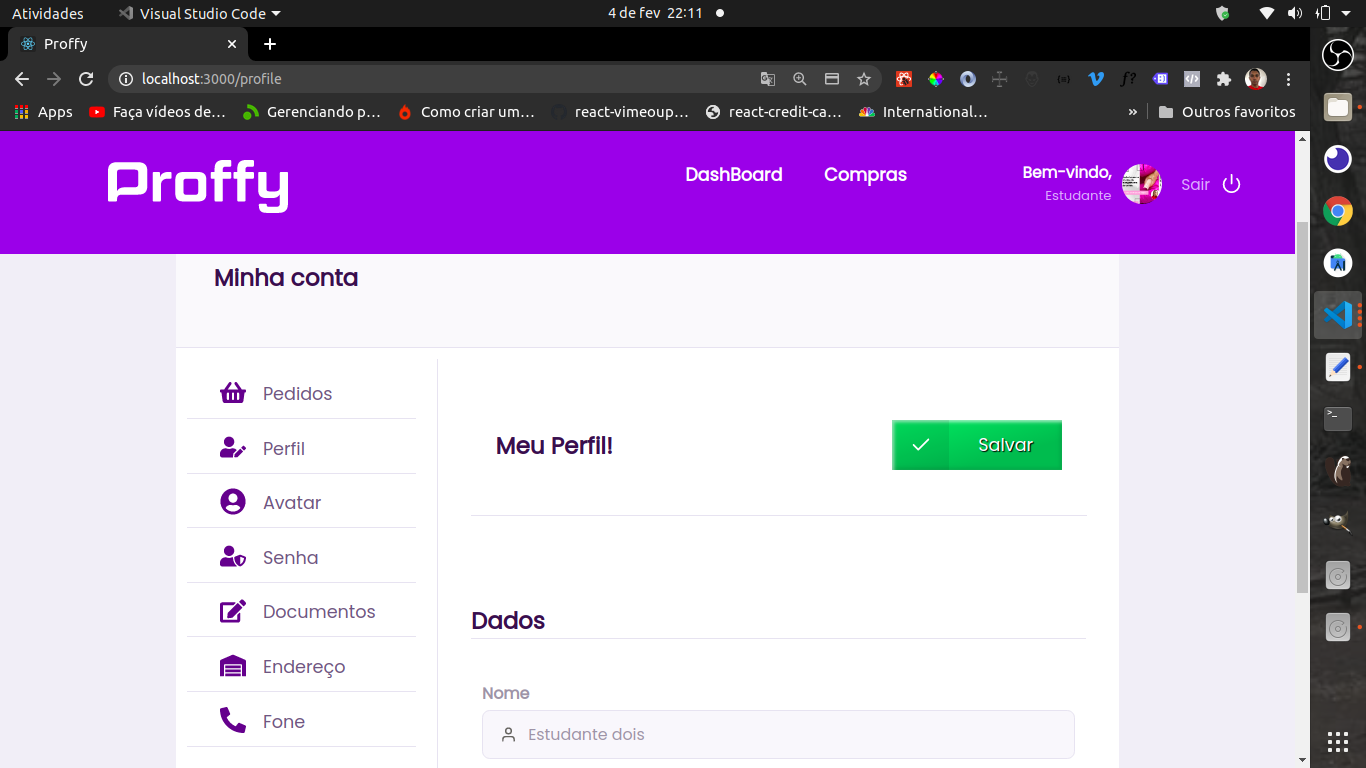 Atividades
Visual Studio Code
4 de fev 22:11
Proffy
localhost:3000/profile
Apps
Faça vídeos de…
Gerenciando p…
Como criar um…
react-vimeoup…
react-credit-ca…
International…
»
Outros favoritos
Proffy
DashBoard
Compras
Bem-vindo,
Estudante
Sair
Minha conta
Pedidos
Perfil
Avatar
Senha
Documentos
Endereço
Fone
Meu Perfil!
Salvar
Dados
Nome
Estudante dois